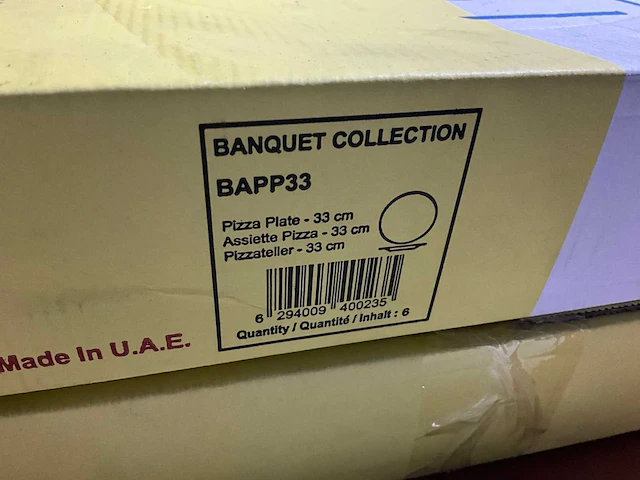 BANQUET COLLECTION
BAPP33
Pizza Plate - 33 cm
Assiette Pizza - 33 cm
Pizzateller - 33 cm
6 294009 400235
Quantity / Quantité / Inhalt : 6
Made In U.A.E.